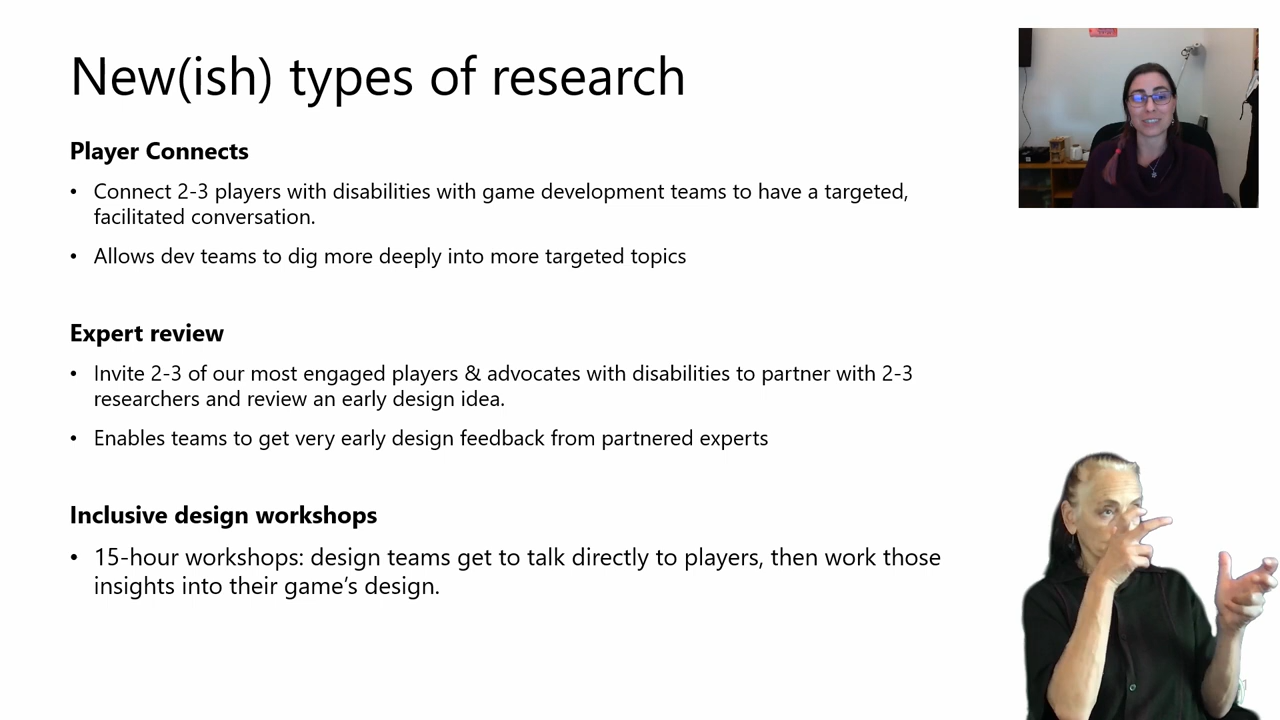 New(ish) types of research
Player Connects
• Connect 2-3 players with disabilities with game development teams to have a targeted,
facilitated conversation.
• Allows dev teams to dig more deeply into more targeted topics
Expert review
• Invite 2-3 of our most engaged players & advocates with disabilities to partner with 2-3
researchers and review an early design idea.
• Enables teams to get very early design feedback from partnered experts
Inclusive design workshops
• 15-hour workshops: design teams get to talk directly to players, then work those
insights into their game’s design.